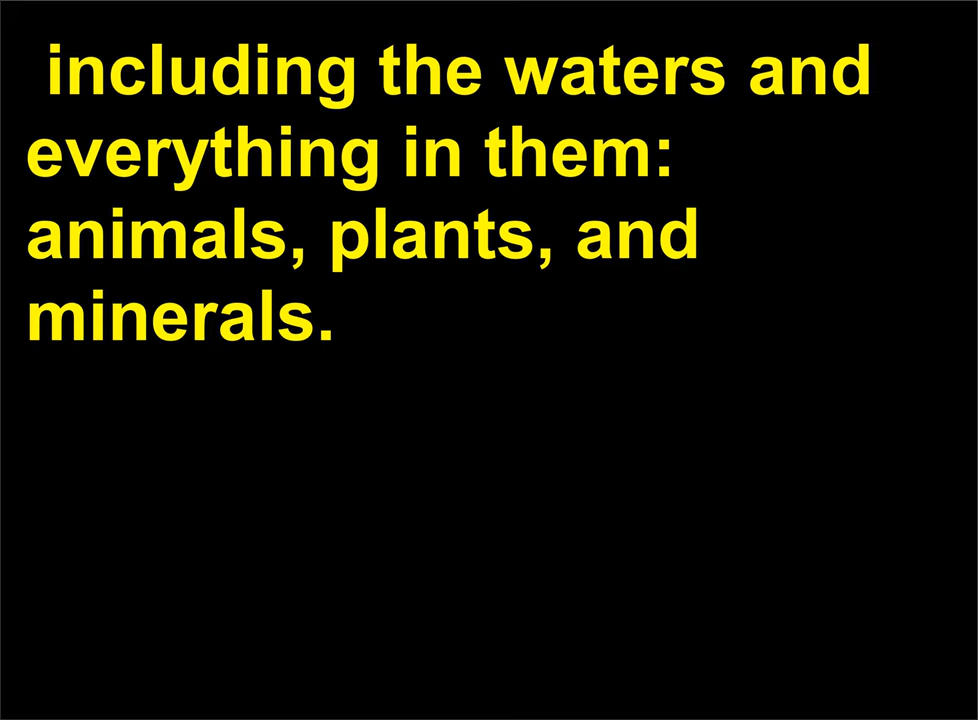 including the waters and
everything in them:
animals, plants, and
minerals.